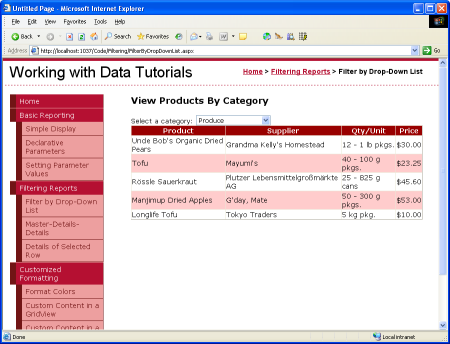 Untitled Page - Microsoft Internet Explorer
File Edit View Favorites Tools Help
Back Search Favorites
Address http://localhost:1037/Code/Filtering/FilterByDropDownList.aspx Go
Working with Data Tutorials
Home > Filtering Reports > Filter by Drop-Down List
Home
Basic Reporting
Simple Display
Declarative
Parameters
Setting Parameter
Values
Filtering Reports
Filter by Drop-Down
List
Master-Details-
Details
Details of Selected
Row
Customized
Formatting
Format Colors
Custom Content in a
GridView
Custom Content in a
View Products By Category
Select a category: Produce
Product Supplier Qty/Unit Price
Uncle Bob's Organic Dried
Pears
Grandma Kelly's Homestead
12 - 1 lb pkgs.
$30.00
Tofu
Mayumi's
40 - 100 g
pkgs.
$23.25
Rössle Sauerkraut
Plutzer Lebensmittelgroßmärkte
AG
25 - 825 g
cans
$45.60
Manjimup Dried Apples
G'day, Mate
50 - 300 g
pkgs.
$53.00
Longlife Tofu
Tokyo Traders
5 kg pkg.
$10.00
Done
Local intranet